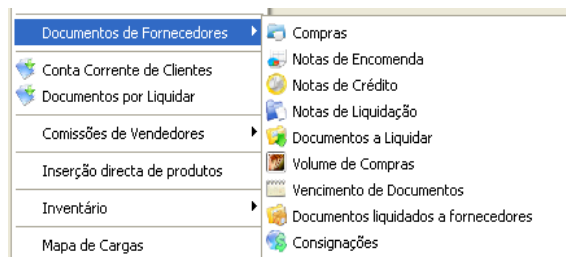 Documentos de Fornecedores
Conta Corrente de Clientes
Documentos por Liquidar
Comissões de Vendedores
Inserção directa de produtos
Inventário
Mapa de Cargas
Compras
Notas de Encomenda
Notas de Crédito
Notas de Liquidação
Documentos a Liquidar
Volume de Compras
Vencimento de Documentos
Documentos liquidados a fornecedores
Consignações